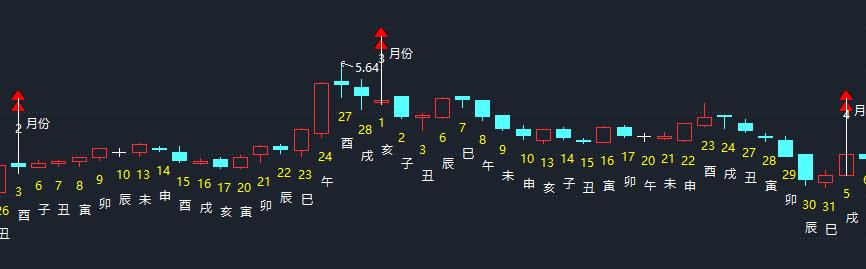 2 月份
3 月份
4 月
5.64
26 丑
3 酉
6 子
7 丑
8 寅
9 卯
10 辰
13 未
14 申
15 酉
16 戌
17 亥
20 寅
21 卯
22 辰
23 巳
24 午
27 酉
28 戌
1 亥
2 子
3 丑
6 辰
7 巳
8 午
9 未
10 申
13 亥
14 子
15 丑
16 寅
17 卯
20 午
21 未
22 申
23 酉
24 戌
27 丑
28 寅
29 卯
30 辰
31 巳
5 戌
6